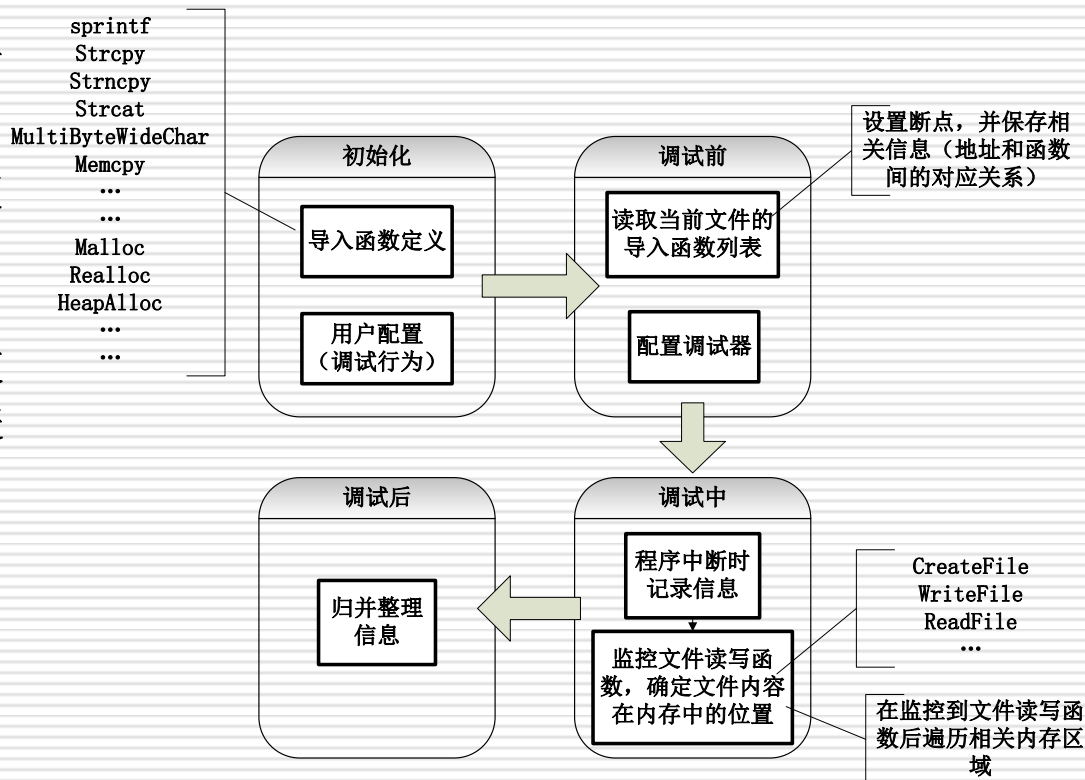 sprintf
Strcpy
Strncpy
Strcat
MultiByteWideChar
Memcpy
…
…
Malloc
Realloc
HeapAlloc
…
…
初始化
导入函数定义
用户配置
（调试行为）
调试前
读取当前文件的
导入函数列表
配置调试器
设置断点，并保存相
关信息（地址和函数
间的对应关系）
调试后
归并整理
信息
调试中
程序中断时
记录信息
监控文件读写函
数，确定文件内容
在内存中的位置
CreateFile
WriteFile
ReadFile
…
在监控到文件读写函
数后遍历相关内存区
域